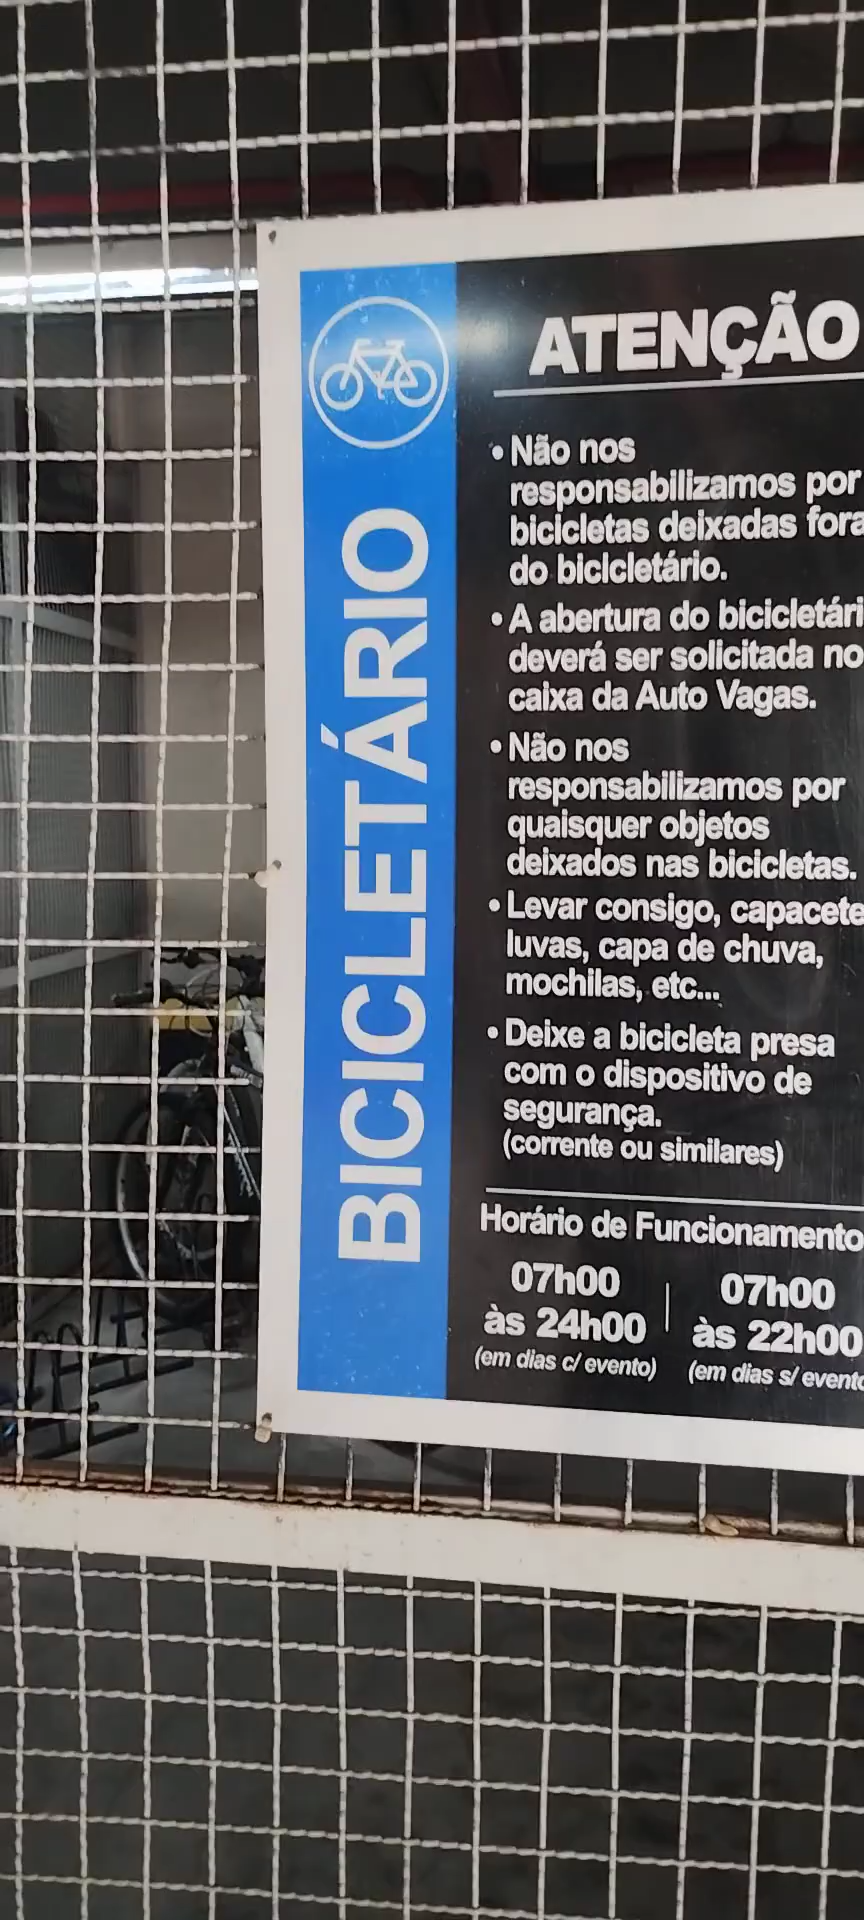 BICICLETÁRIO
ATENÇÃO
• Não nos
responsabilizamos por
bicicletas deixadas fora
do bicicletário.
• A abertura do bicicletári
deverá ser solicitada no
caixa da Auto Vagas.
• Não nos
responsabilizamos por
quaisquer objetos
deixados nas bicicletas.
• Levar consigo, capacete
luvas, capa de chuva,
mochilas, etc...
• Deixe a bicicleta presa
com o dispositivo de
segurança.
(corrente ou similares)
Horário de Funcionamento
07h00 | 07h00
às 24h00 às 22h00
(em dias c/ evento) (em dias s/ evento